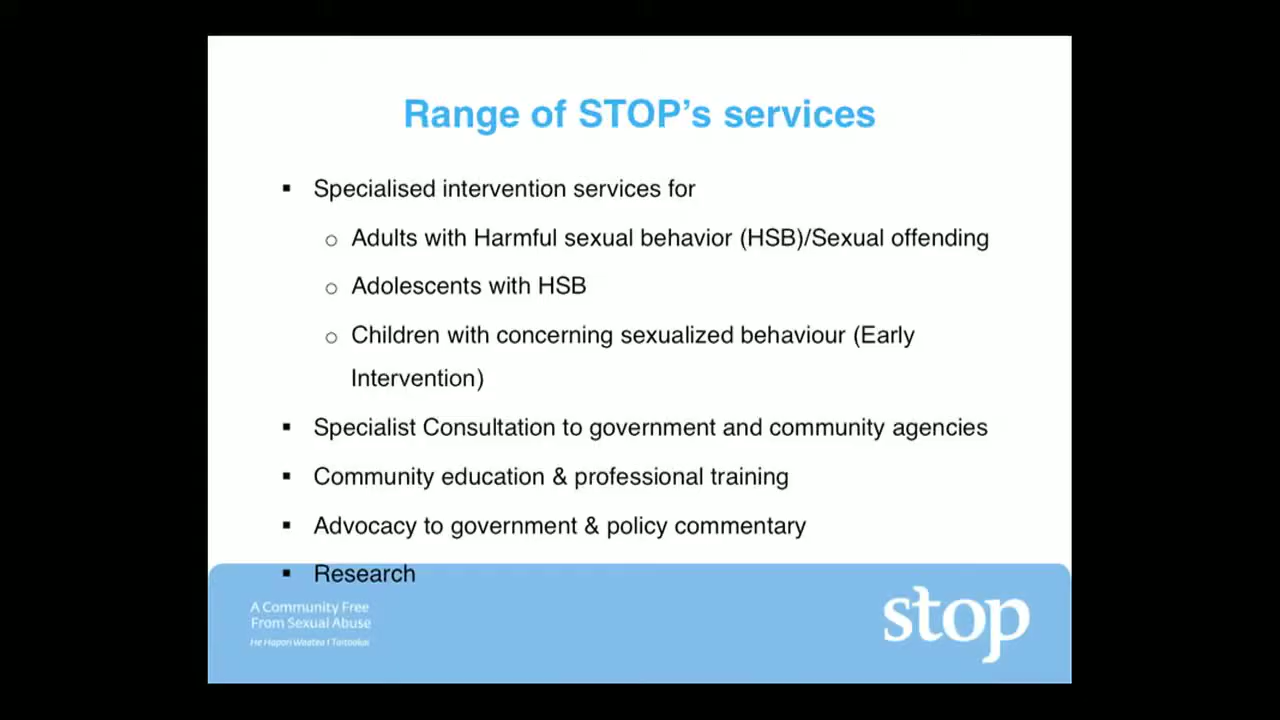 Range of STOP's services
▪ Specialised intervention services for
o Adults with Harmful sexual behavior (HSB)/Sexual offending
o Adolescents with HSB
o Children with concerning sexualized behaviour (Early
Intervention)
▪ Specialist Consultation to government and community agencies
▪ Community education & professional training
▪ Advocacy to government & policy commentary
▪ Research
A Community Free
From Sexual Abuse
He Hapori
stop